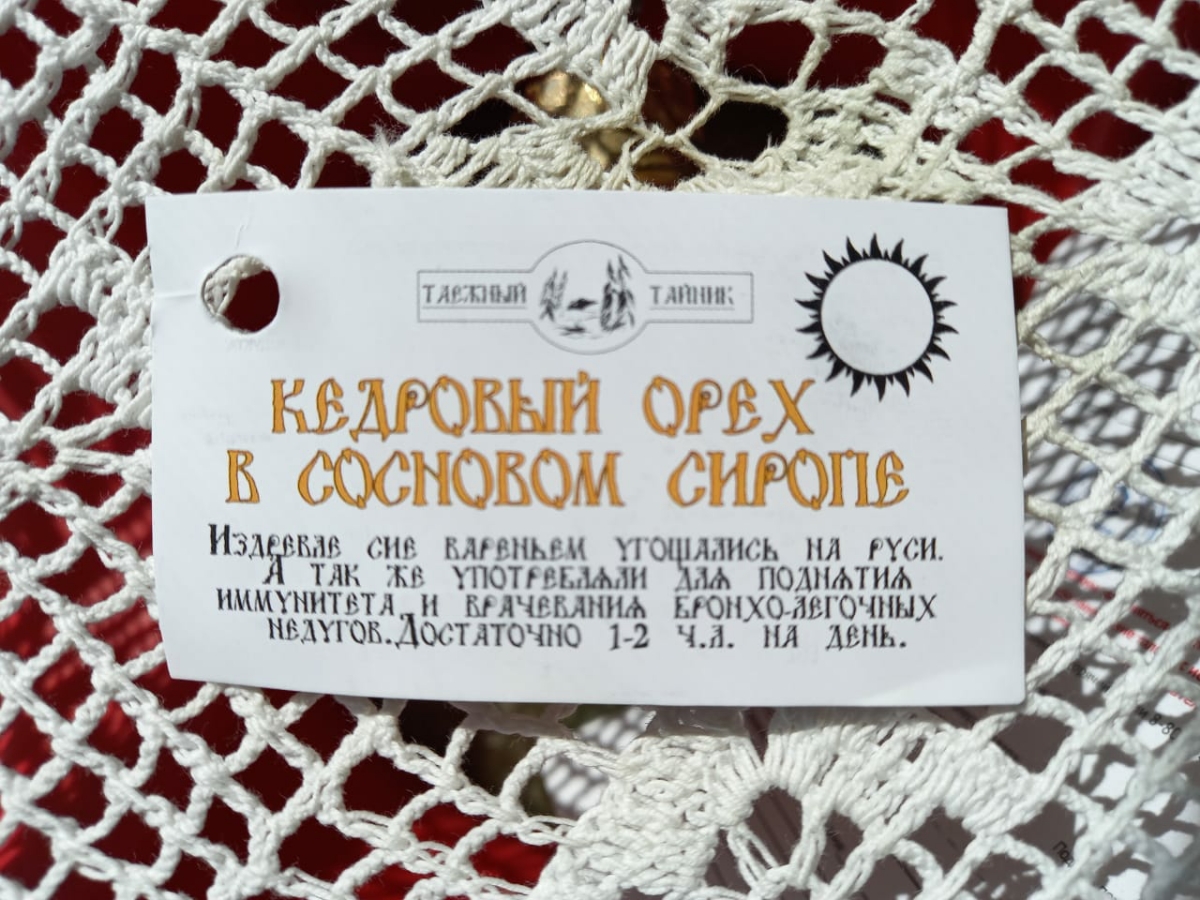 ТАЕЖНЫЙ ТАЙНИК
КЕДРОВЫЙ ОРЕХ
В СОСНОВОМ СИРОПЕ
Издревле сие вареньем угощались на руси.
А так же употребляли для поднятия
иммунитета и врачевания бронхо-легочных
недугов. Достаточно 1-2 ч.л. на день.